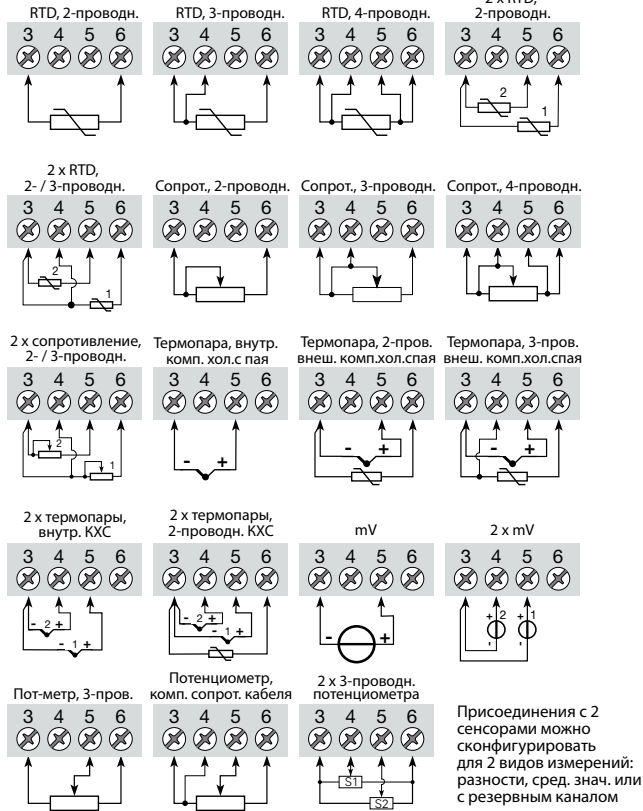 RTD, 2-проводн.
RTD, 3-проводн.
RTD, 4-проводн.
2-проводн.
3 4 5 6
3 4 5 6
3 4 5 6
3 4 5 6
2
1
2 x RTD,
2- / 3-проводн.
Сопрот., 2-проводн.
Сопрот., 3-проводн.
Сопрот., 4-проводн.
3 4 5 6
3 4 5 6
3 4 5 6
3 4 5 6
2
1
2 x сопротивление,
2- / 3-проводн.
Термопара, внутр.
комп. хол.с пая
Термопара, 2-пров.
внеш. комп.хол.спая
Термопара, 3-пров.
внеш. комп.хол.спая
3 4 5 6
3 4 5 6
3 4 5 6
3 4 5 6
2
1
- +
- +
- +
2 x термопары,
внутр. КХС
2 x термопары,
2-проводн. КХС
mV
2 x mV
3 4 5 6
3 4 5 6
3 4 5 6
3 4 5 6
- 2 +
- 1 +
- 2 +
- 1 +
- +
+ 2 + 1
- -
Пот-метр, 3-пров.
Потенциометр,
комп. сопрот. кабеля
2 x 3-проводн.
потенциометра
3 4 5 6
3 4 5 6
3 4 5 6
S1
S2
Присоединения с 2
сенсорами можно
сконфигурировать
для 2 видов измерений:
разности, сред. знач. или
с резервным каналом